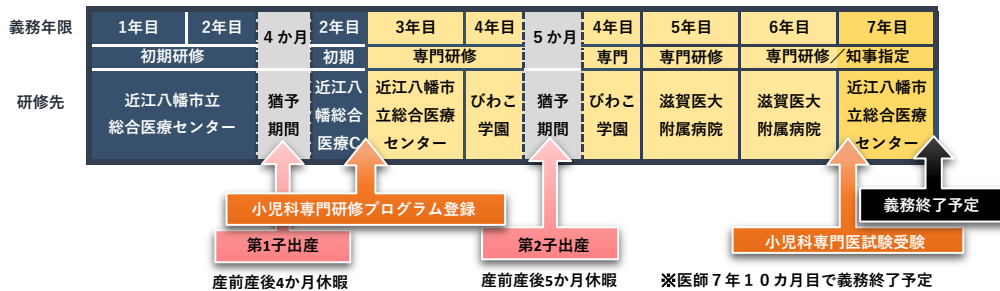 義務年限
1年目
2年目
4か月
2年目
3年目
4年目
5か月
4年目
5年目
6年目
7年目
初期研修
初期
専門研修
専門
専門研修
専門研修／知事指定
研修先
近江八幡市立
総合医療センター
猶予
期間
近江八
幡総合
医療C
近江八幡市
立総合医療
センター
びわこ
学園
猶予
期間
びわこ
学園
滋賀医大
附属病院
滋賀医大
附属病院
近江八幡市
立総合医療
センター
小児科専門研修プログラム登録
義務終了予定
第1子出産
第2子出産
小児科専門医試験受験
産前産後4か月休暇
産前産後5か月休暇
※医師７年１０カ月目で義務終了予定